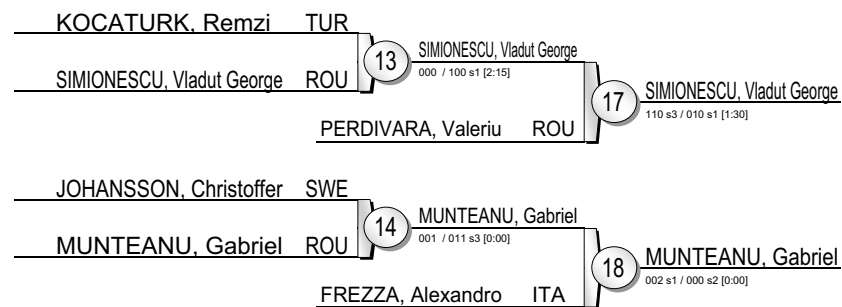 KOCATURK, Remzi TUR
13
SIMIONESCU, Vladut George
000 / 100 s1 [2:15]
SIMIONESCU, Vladut George ROU
17
SIMIONESCU, Vladut George
110 s3 / 010 s1 [1:30]
PERDIVARA, Valeriu ROU
JOHANSSON, Christoffer SWE
14
MUNTEANU, Gabriel
001 / 011 s3 [0:00]
MUNTEANU, Gabriel ROU
18
MUNTEANU, Gabriel
002 s1 / 000 s2 [0:00]
FREZZA, Alexandro ITA